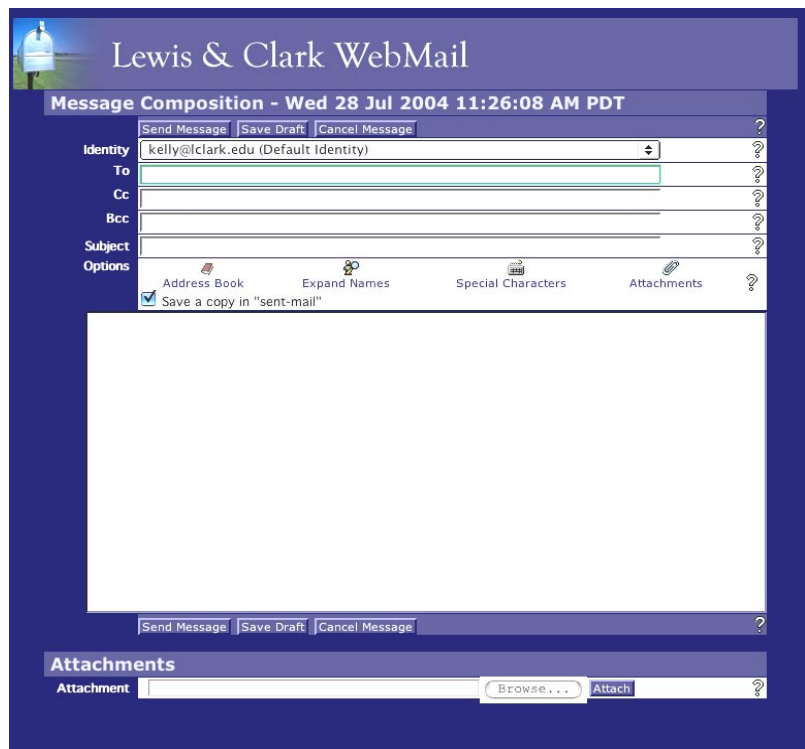 Lewis & Clark WebMail
Message Composition - Wed 28 Jul 2004 11:26:08 AM PDT
Send Message Save Draft Cancel Message ?
Identity kelly@lclark.edu (Default Identity) ?
To ?
Cc ?
Bcc ?
Subject ?
Options
Address Book Expand Names Special Characters Attachments ?
Save a copy in "sent-mail"
Send Message Save Draft Cancel Message ?
Attachments
Attachment Browse... Attach ?